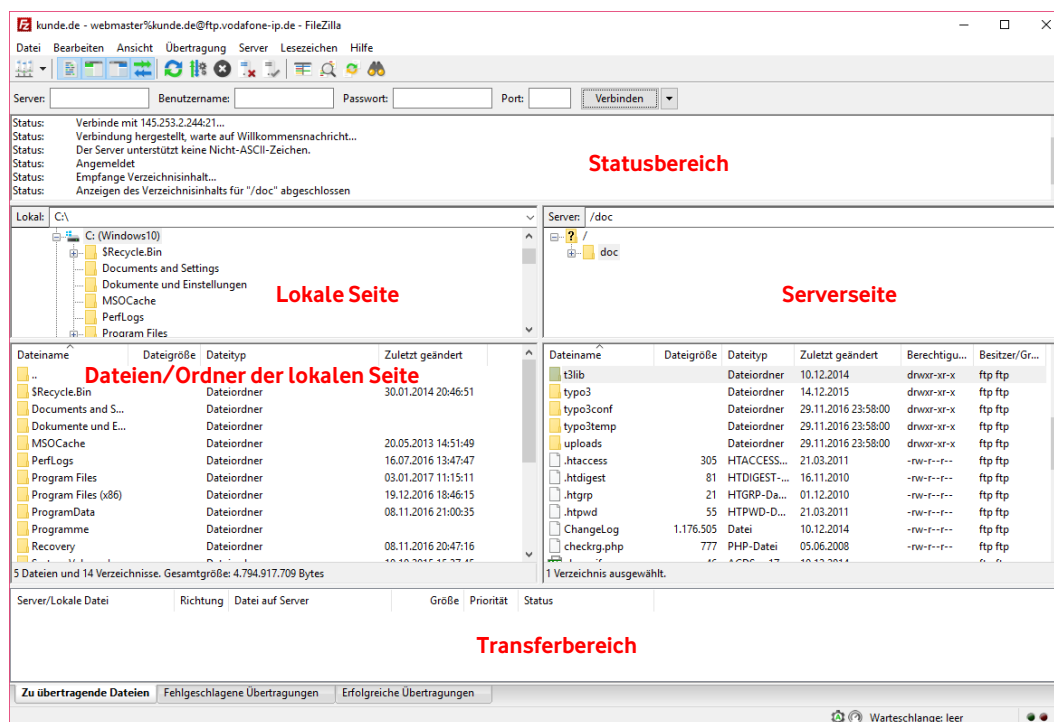 kunde.de - webmaster%kunde.de@ftp.vodafone-ip.de - FileZilla
Datei Bearbeiten Ansicht Übertragung Server Lesezeichen Hilfe
Server: Benutzername: Passwort: Port: Verbinden
Status: Verbinde mit 145.253.2.244:21...
Status: Verbindung hergestellt, warte auf Willkommensnachricht...
Status: Der Server unterstützt keine Nicht-ASCII-Zeichen.
Status: Angemeldet
Status: Empfange Verzeichnisinhalt...
Status: Anzeigen des Verzeichnisinhalts für "/doc" abgeschlossen
Statusbereich
Lokal: C:\
C: (Windows10)
$Recycle.Bin
Documents and Settings
Dokumente und Einstellungen
MSOCache
PerfLogs
Program Files
Lokale Seite
Server: /doc
/
doc
Serverseite
Dateiname Dateigröße Dateityp Zuletzt geändert
..
Dateien/Ordner der lokalen Seite
$Recycle.Bin Dateiordner 30.01.2014 20:46:51
Documents and S... Dateiordner
Dokumente und E... Dateiordner
MSOCache Dateiordner 20.05.2013 14:51:49
PerfLogs Dateiordner 16.07.2016 13:47:47
Program Files Dateiordner 03.01.2017 11:15:11
Program Files (x86) Dateiordner 19.12.2016 18:46:15
ProgramData Dateiordner 08.11.2016 21:00:35
Programme Dateiordner
Recovery Dateiordner 08.11.2016 20:47:16
5 Dateien und 14 Verzeichnisse. Gesamtgröße: 4.794.917.709 Bytes
Dateiname Dateigröße Dateityp Zuletzt geändert Berechtigu... Besitzer/Gr...
t3lib Dateiordner 10.12.2014 drwxr-xr-x ftp ftp
typo3 Dateiordner 14.12.2015 drwxr-xr-x ftp ftp
typo3conf Dateiordner 29.11.2016 23:58:00 drwxr-xr-x ftp ftp
typo3temp Dateiordner 29.11.2016 23:58:00 drwxr-xr-x ftp ftp
uploads Dateiordner 29.11.2016 23:58:00 drwxr-xr-x ftp ftp
.htaccess 305 HTACCESS... 21.03.2011 -rw-r--r-- ftp ftp
.htdigest 81 HTDIGEST-... 16.11.2010 -rw-r--r-- ftp ftp
.htgrp 21 HTGRP-Da... 01.12.2010 -rw-r--r-- ftp ftp
.htpwd 55 HTPWD-D... 21.03.2011 -rw-r--r-- ftp ftp
ChangeLog 1.176.505 Datei 10.12.2014 -rw-r--r-- ftp ftp
checkrg.php 777 PHP-Datei 05.06.2008 -rw-r--r-- ftp ftp
1 Verzeichnis ausgewählt.
Server/Lokale Datei Richtung Datei auf Server Größe Priorität Status
Transferbereich
Zu übertragende Dateien Fehlgeschlagene Übertragungen Erfolgreiche Übertragungen
Warteschlange: leer